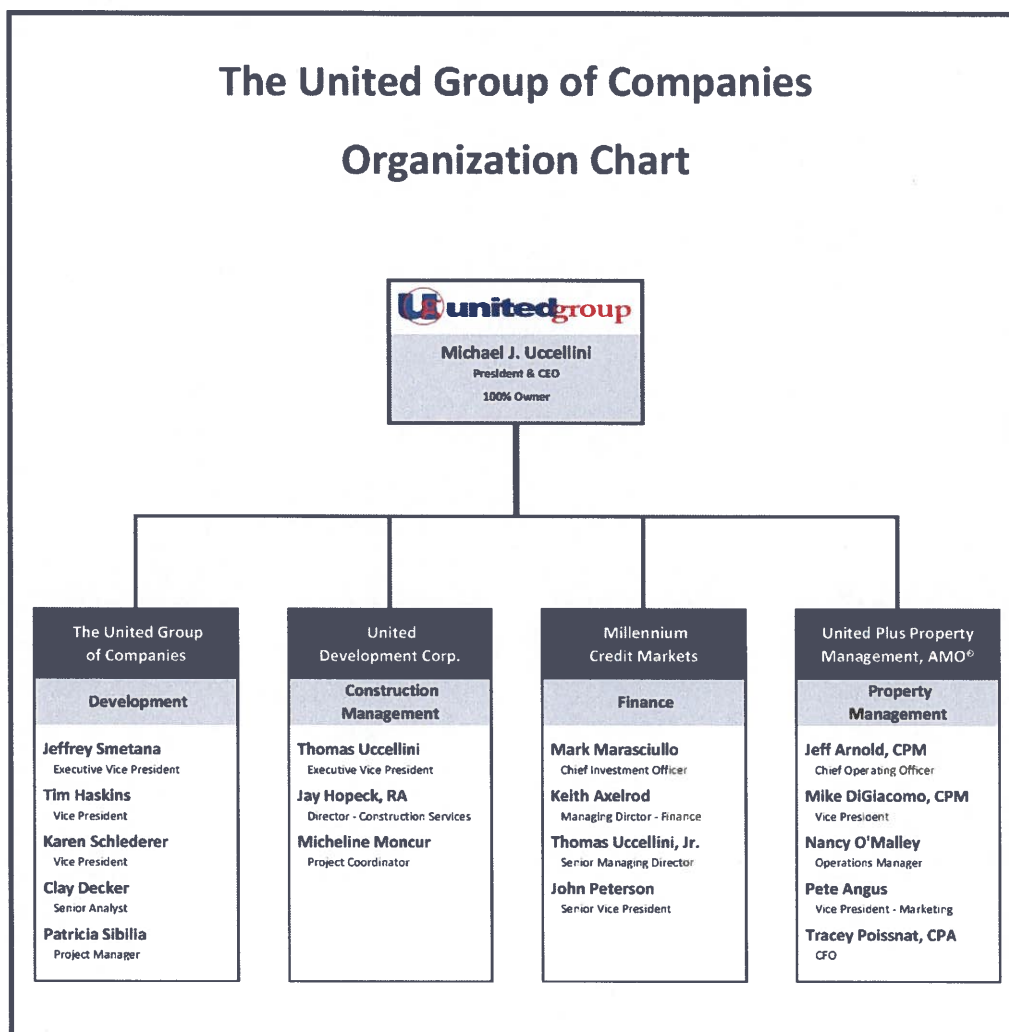 The United Group of Companies
Organization Chart
Ug unitedgroup
Michael J. Uccellini
President & CEO
100% Owner
The United Group
of Companies
Development
Jeffrey Smetana
Executive Vice President
Tim Haskins
Vice President
Karen Schlederer
Vice President
Clay Decker
Senior Analyst
Patricia Sibilia
Project Manager
United
Development Corp.
Construction
Management
Thomas Uccellini
Executive Vice President
Jay Hopeck, RA
Director - Construction Services
Micheline Moncur
Project Coordinator
Millennium
Credit Markets
Finance
Mark Marasciullo
Chief Investment Officer
Keith Axelrod
Managing Dirctor - Finance
Thomas Uccellini, Jr.
Senior Managing Director
John Peterson
Senior Vice President
United Plus Property
Management, AMO®
Property
Management
Jeff Arnold, CPM
Chief Operating Officer
Mike DiGiacomo, CPM
Vice President
Nancy O'Malley
Operations Manager
Pete Angus
Vice President - Marketing
Tracey Poissnat, CPA
CFO